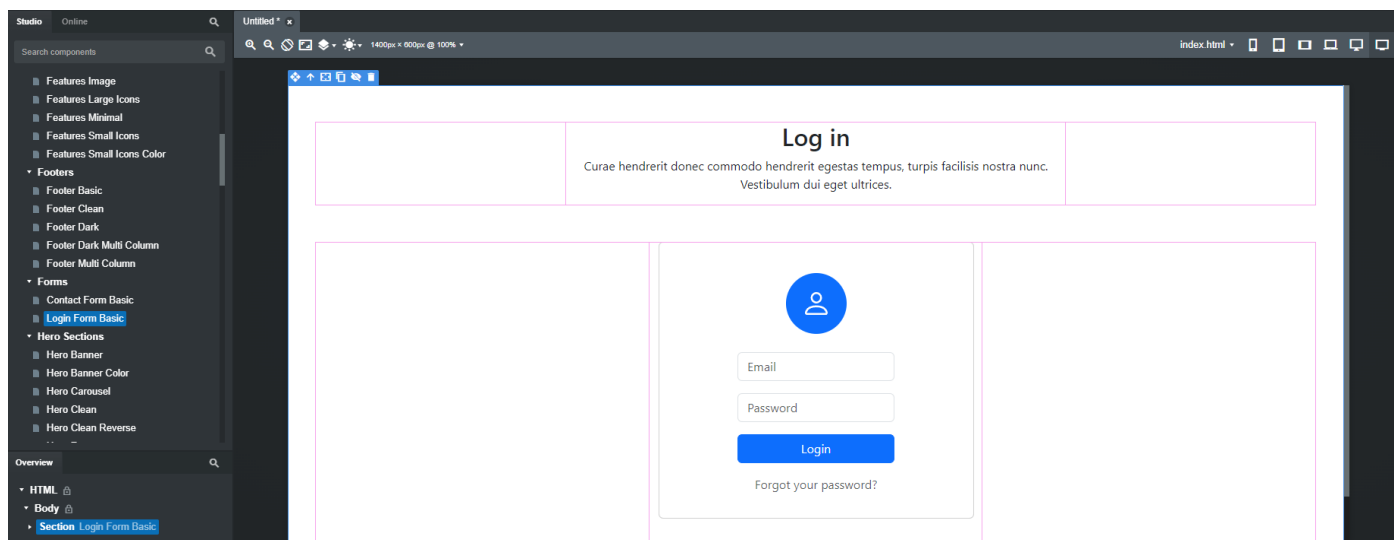 Studio
Online
Untitled *
Search components
1400px × 600px @ 100%
index.html
Features Image
Features Large Icons
Features Minimal
Features Small Icons
Features Small Icons Color
Footers
Footer Basic
Footer Clean
Footer Dark
Footer Dark Multi Column
Footer Multi Column
Forms
Contact Form Basic
Login Form Basic
Hero Sections
Hero Banner
Hero Banner Color
Hero Carousel
Hero Clean
Hero Clean Reverse
Overview
HTML
Body
Section Login Form Basic
Log in
Curae hendrerit donec commodo hendrerit egestas tempus, turpis facilisis nostra nunc.
Vestibulum dui eget ultrices.
Email
Password
Login
Forgot your password?